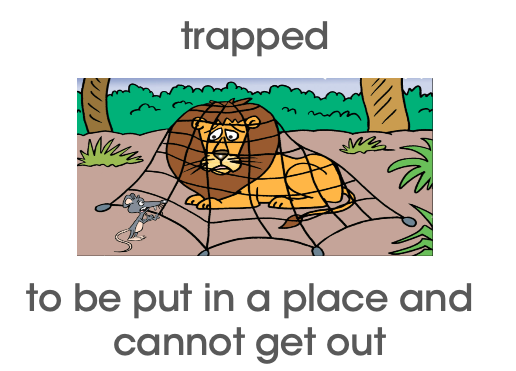 trapped
to be put in a place and
cannot get out